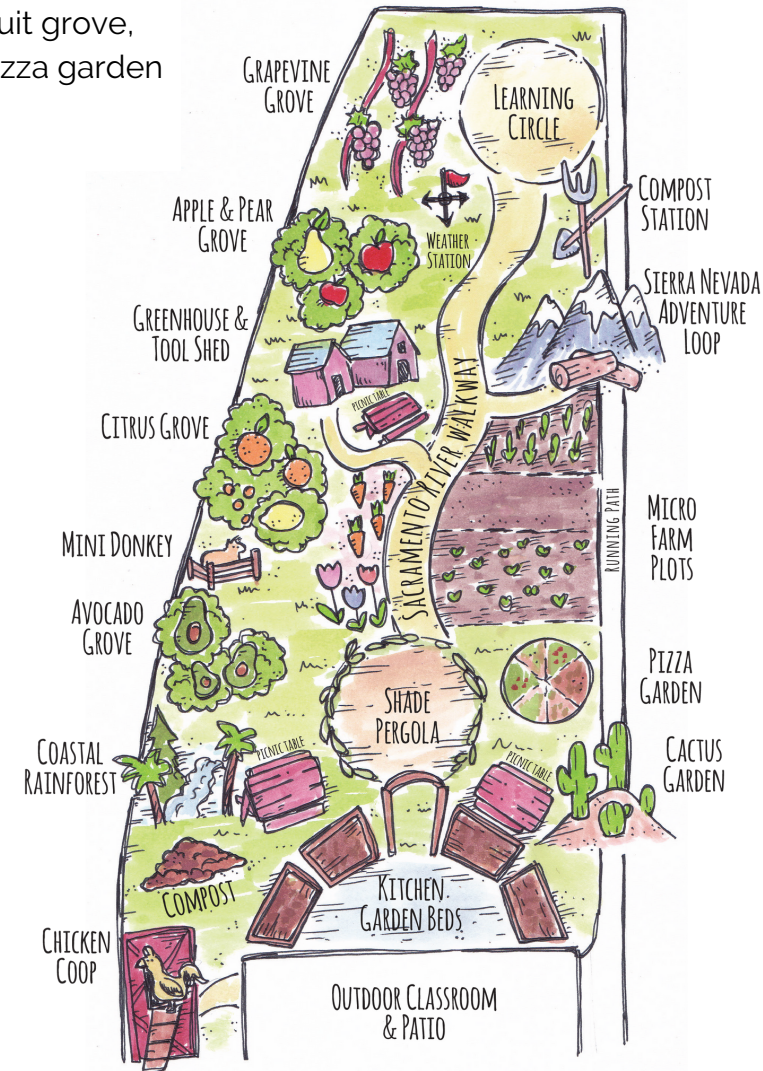 uit grove,
izza garden
GRAPEVINE
GROVE
LEARNING
CIRCLE
COMPOST
STATION
APPLE & PEAR
GROVE
WEATHER
STATION
SIERRA NEVADA
ADVENTURE
LOOP
GREENHOUSE &
TOOL SHED
PICNIC TABLE
SACRAMENTO RIVER WALKWAY
CITRUS GROVE
MICRO
FARM
PLOTS
RUNNING PATH
MINI DONKEY
AVOCADO
GROVE
PIZZA
GARDEN
SHADE
PERGOLA
COASTAL
RAINFOREST
PICNIC TABLE
PICNIC TABLE
CACTUS
GARDEN
COMPOST
KITCHEN
GARDEN BEDS
CHICKEN
COOP
OUTDOOR CLASSROOM
& PATIO